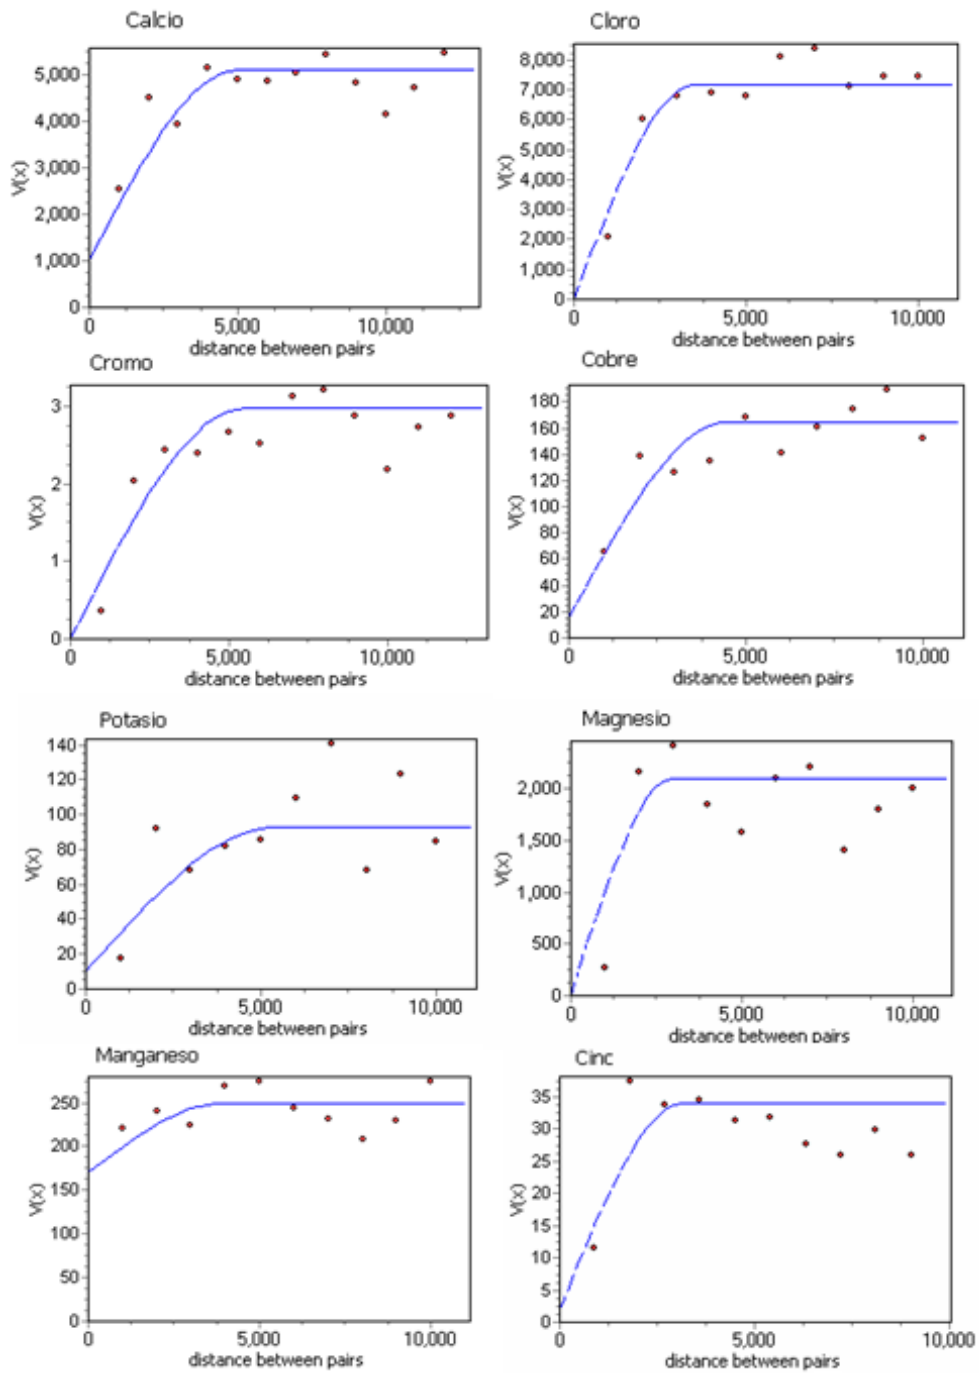 Calcio
5,000
4,000
3,000
2,000
1,000
0
V(x)
0 5,000 10,000
distance between pairs
Cloro
8,000
7,000
6,000
5,000
4,000
3,000
2,000
1,000
0
V(x)
0 5,000 10,000
distance between pairs
Cromo
3
2
1
0
V(x)
0 5,000 10,000
distance between pairs
Cobre
180
160
140
120
100
80
60
40
20
0
V(x)
0 5,000 10,000
distance between pairs
Potasio
140
120
100
80
60
40
20
0
V(x)
0 5,000 10,000
distance between pairs
Magnesio
2,000
1,500
1,000
500
0
V(x)
0 5,000 10,000
distance between pairs
Manganeso
250
200
150
100
50
0
V(x)
0 5,000 10,000
distance between pairs
Cinc
35
30
25
20
15
10
5
0
V(x)
0 5,000 10,000
distance between pairs